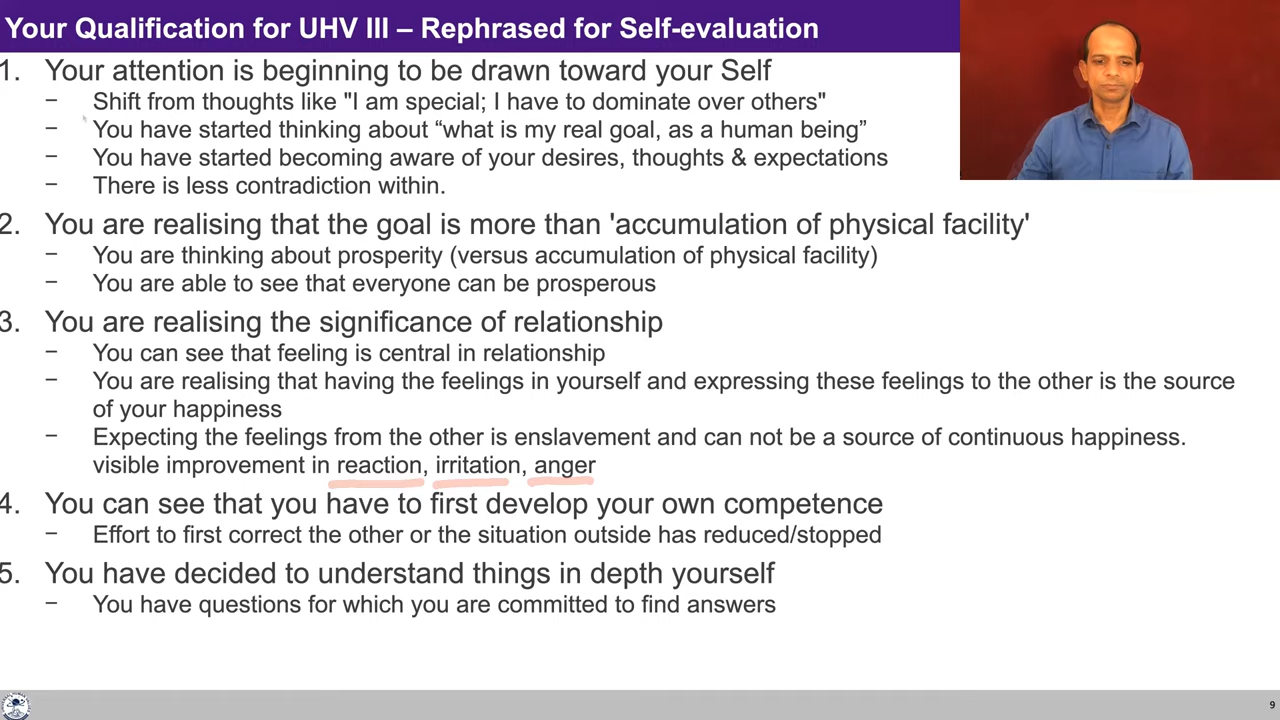 Your Qualification for UHV III – Rephrased for Self-evaluation
1. Your attention is beginning to be drawn toward your Self
− Shift from thoughts like "I am special; I have to dominate over others"
− You have started thinking about “what is my real goal, as a human being”
− You have started becoming aware of your desires, thoughts & expectations
− There is less contradiction within.
2. You are realising that the goal is more than 'accumulation of physical facility'
− You are thinking about prosperity (versus accumulation of physical facility)
− You are able to see that everyone can be prosperous
3. You are realising the significance of relationship
− You can see that feeling is central in relationship
− You are realising that having the feelings in yourself and expressing these feelings to the other is the source
of your happiness
− Expecting the feelings from the other is enslavement and can not be a source of continuous happiness.
visible improvement in reaction, irritation, anger
4. You can see that you have to first develop your own competence
− Effort to first correct the other or the situation outside has reduced/stopped
5. You have decided to understand things in depth yourself
− You have questions for which you are committed to find answers
9